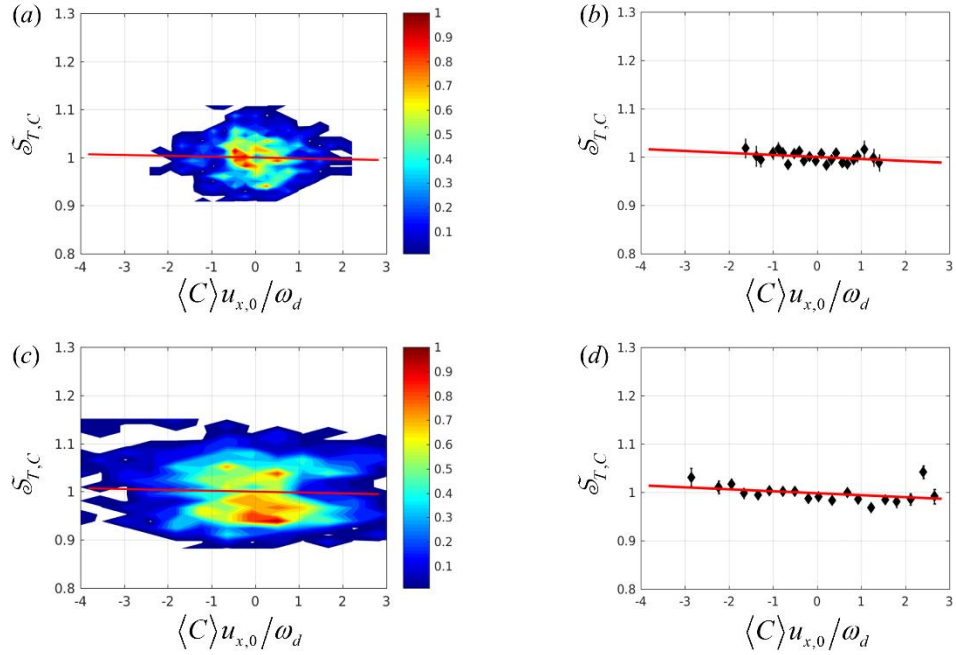 (a)
1.3
1.2
1.1
1
0.9
0.8
𝒮̃_{T,C}
-4 -3 -2 -1 0 1 2 3
⟨C⟩u_{x,0}/ω_d
1
0.9
0.8
0.7
0.6
0.5
0.4
0.3
0.2
0.1
(b)
1.3
1.2
1.1
1
0.9
0.8
𝒮̃_{T,C}
-4 -3 -2 -1 0 1 2 3
⟨C⟩u_{x,0}/ω_d
(c)
1.3
1.2
1.1
1
0.9
0.8
𝒮̃_{T,C}
-4 -3 -2 -1 0 1 2 3
⟨C⟩u_{x,0}/ω_d
1
0.9
0.8
0.7
0.6
0.5
0.4
0.3
0.2
0.1
(d)
1.3
1.2
1.1
1
0.9
0.8
𝒮̃_{T,C}
-4 -3 -2 -1 0 1 2 3
⟨C⟩u_{x,0}/ω_d